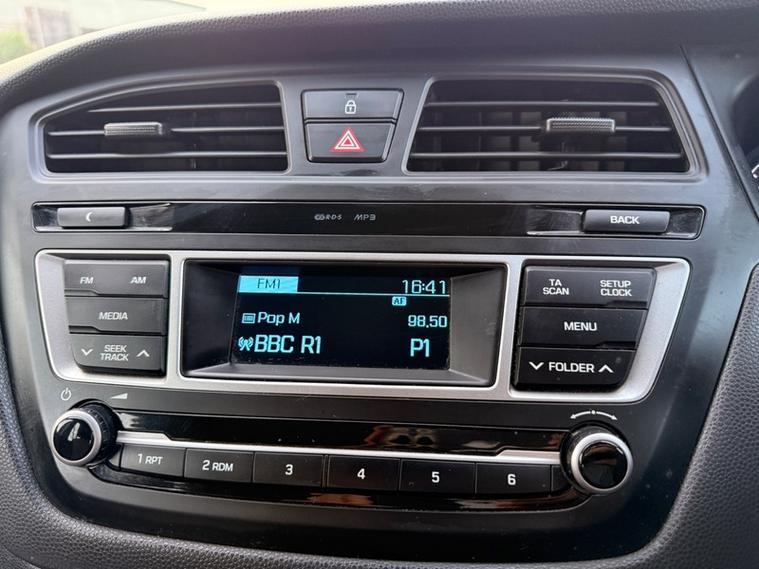 RDS MP3
BACK
FM AM
MEDIA
SEEK
TRACK
FM1 16:41
AF
Pop M 98.50
BBC R1 P1
TA
SCAN
SETUP
CLOCK
MENU
FOLDER
1 RPT
2 RDM
3
4
5
6